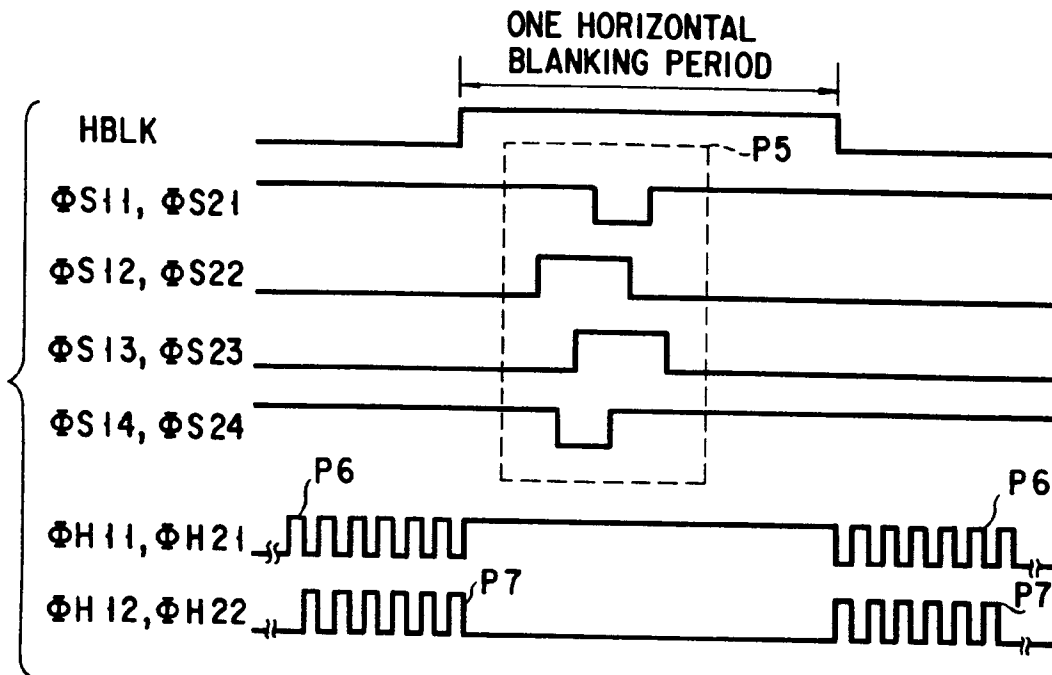 ONE HORIZONTAL
BLANKING PERIOD
HBLK
P5
ΦS11, ΦS21
ΦS12, ΦS22
ΦS13, ΦS23
ΦS14, ΦS24
P6
P6
ΦH11, ΦH21
P7
P7
ΦH12, ΦH22